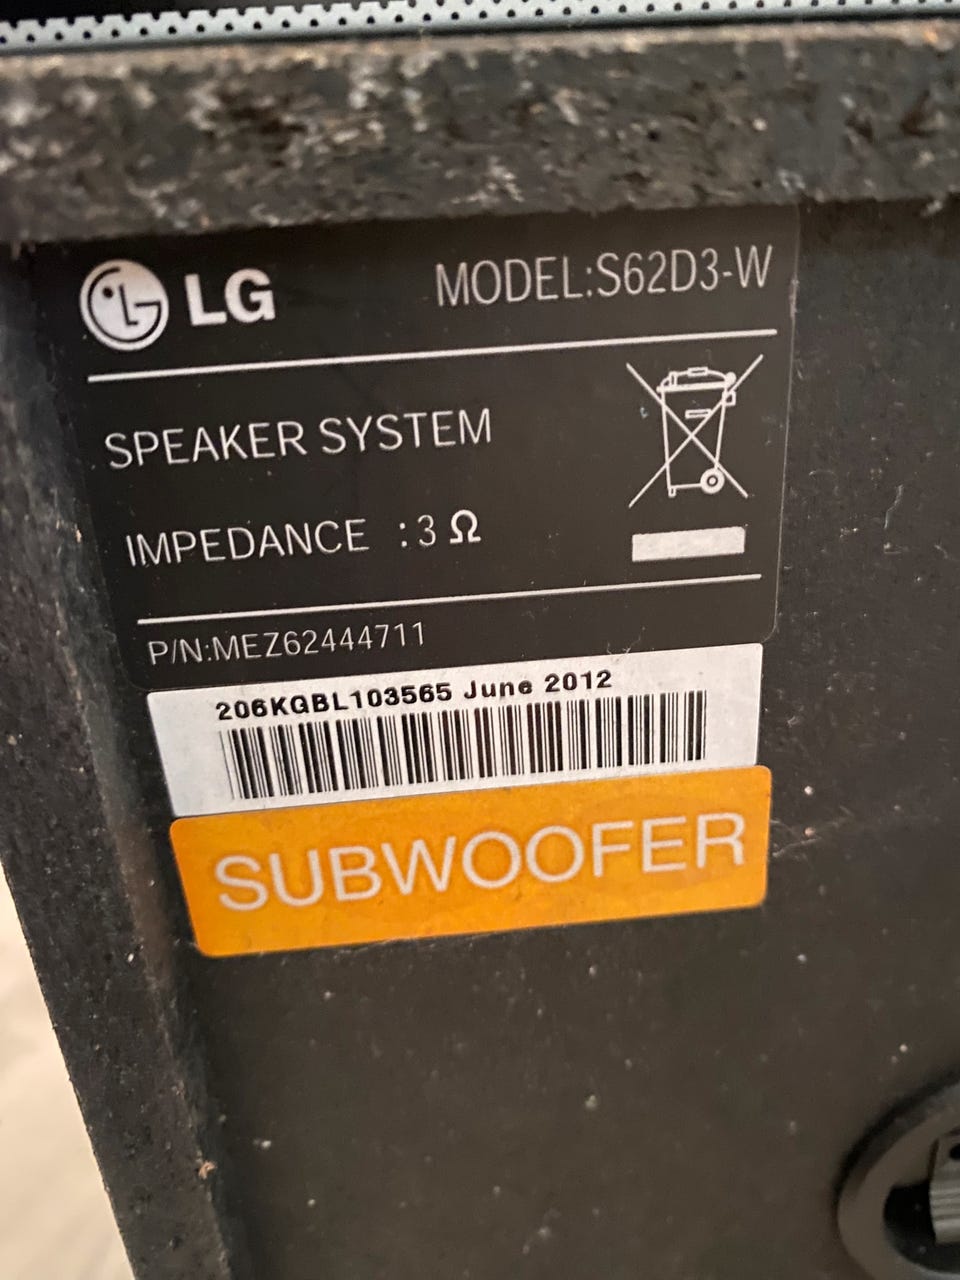 LG MODEL:S62D3-W
SPEAKER SYSTEM
IMPEDANCE : 3 Ω
P/N:MEZ62444711
206KGBL103565 June 2012
SUBWOOFER